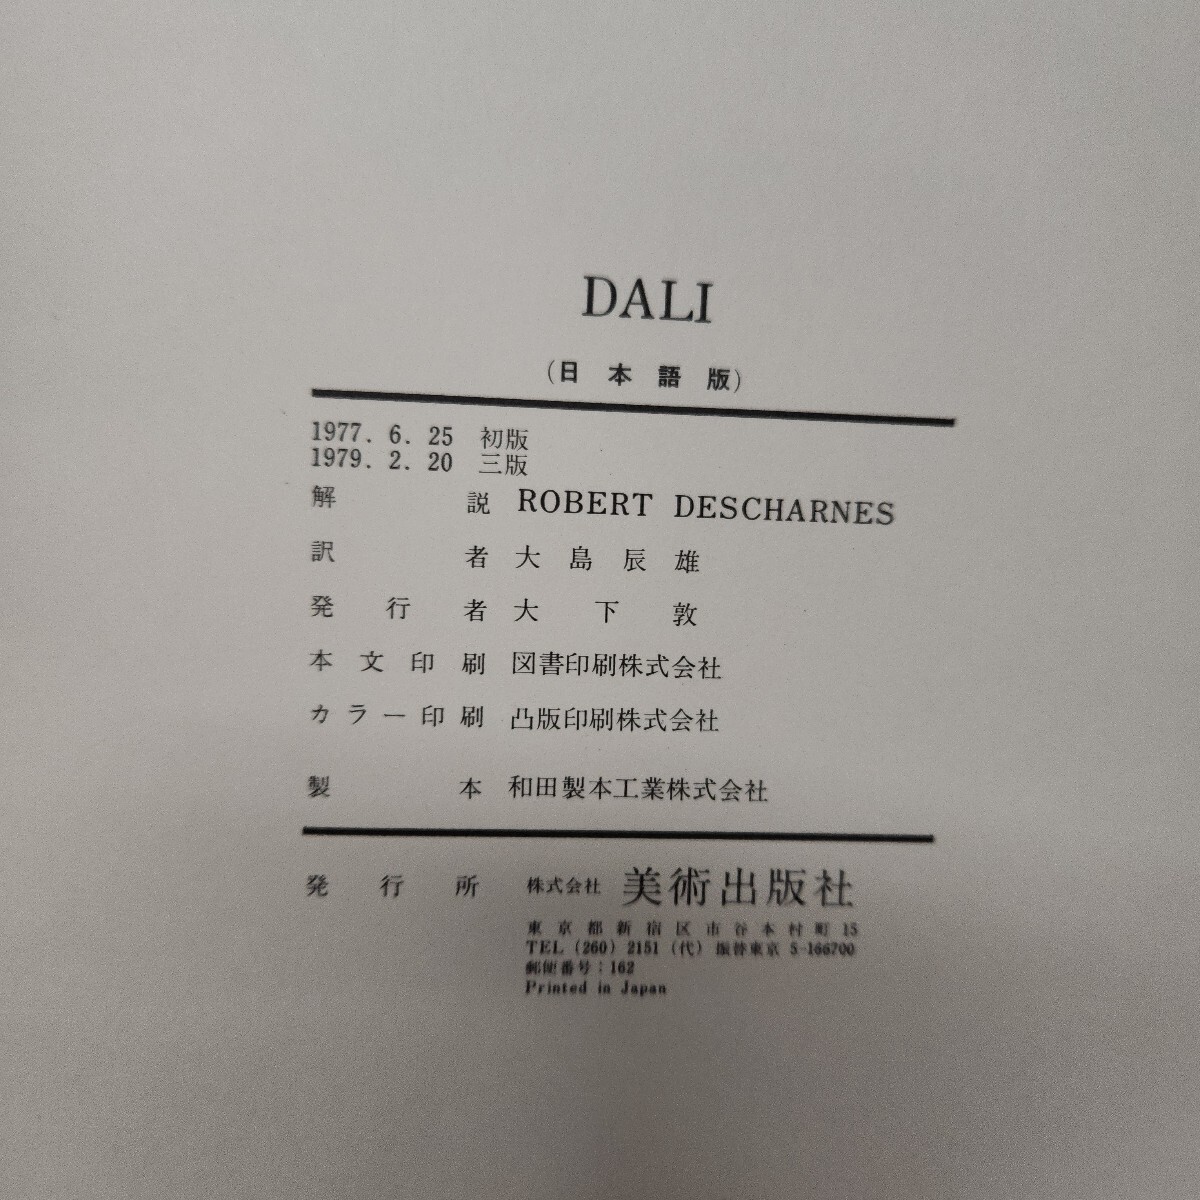 DALI
(日本語版)
1977. 6. 25 初版
1979. 2. 20 三版
解説 ROBERT DESCHARNES
訳者 大島辰雄
発行者 大下敦
本文印刷 図書印刷株式会社
カラー印刷 凸版印刷株式会社
製本 和田製本工業株式会社
発行所 株式会社 美術出版社
東京都新宿区市谷本村町 15
TEL (260) 2151 (代) 振替東京 5-166700
郵便番号:162
Printed in Japan